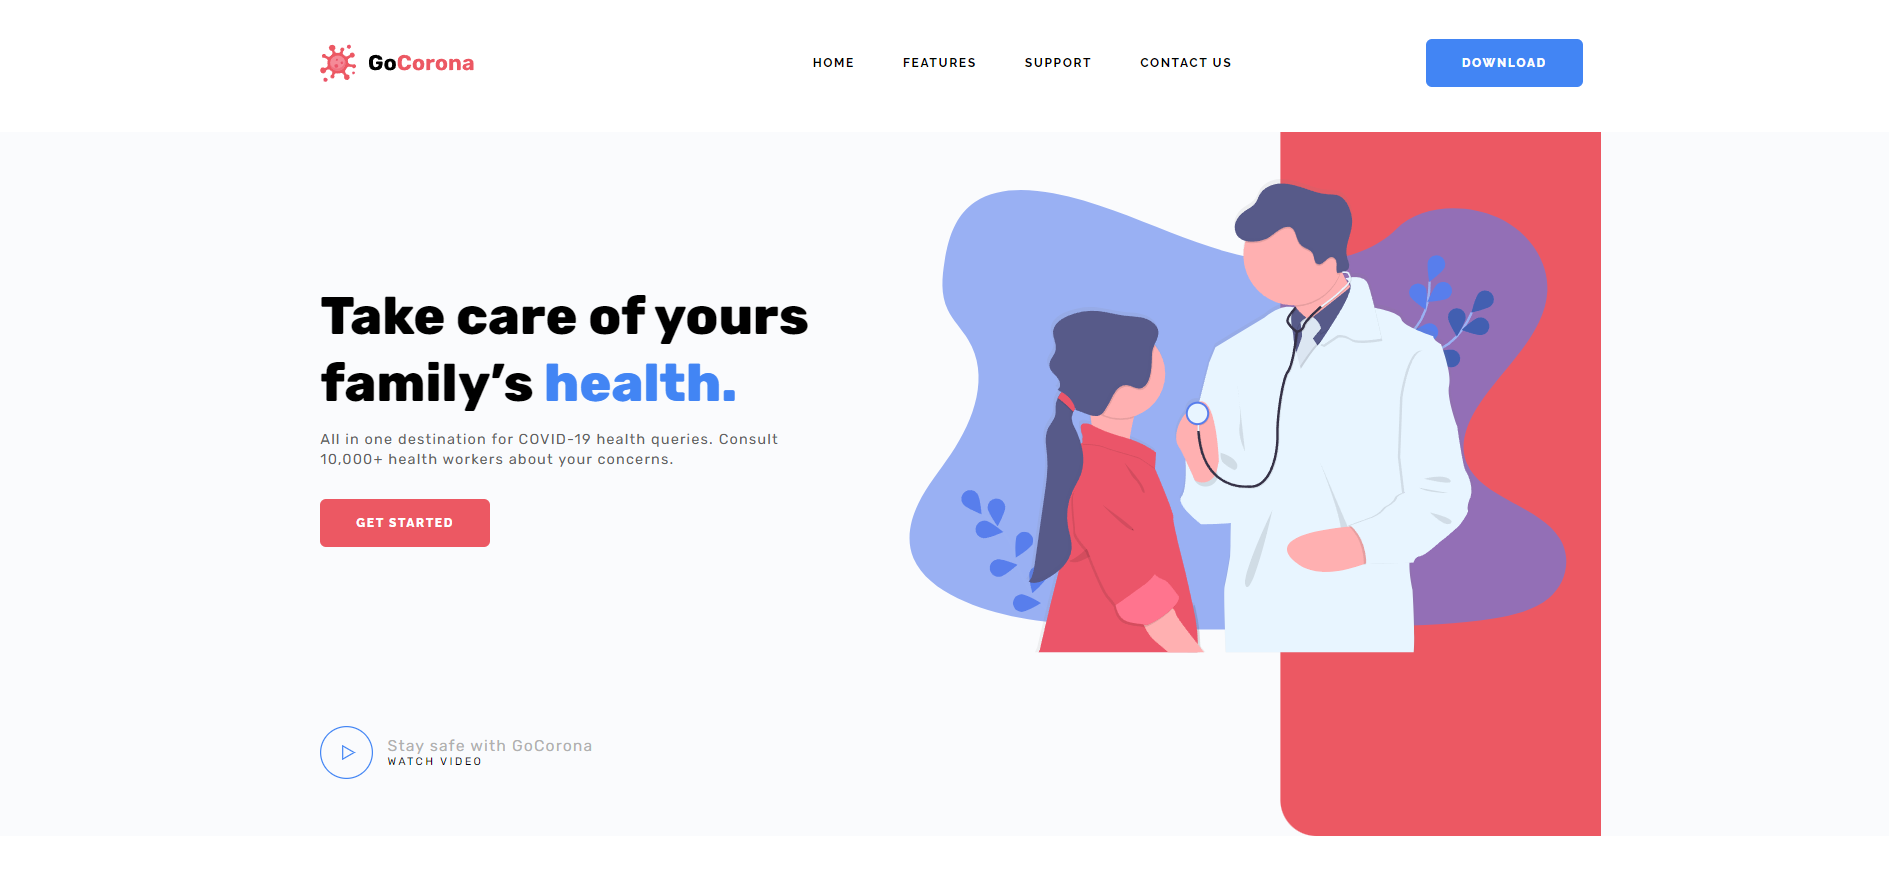 GoCorona
HOME
FEATURES
SUPPORT
CONTACT US
DOWNLOAD
Take care of yours
family’s health.
All in one destination for COVID-19 health queries. Consult
10,000+ health workers about your concerns.
GET STARTED
Stay safe with GoCorona
WATCH VIDEO